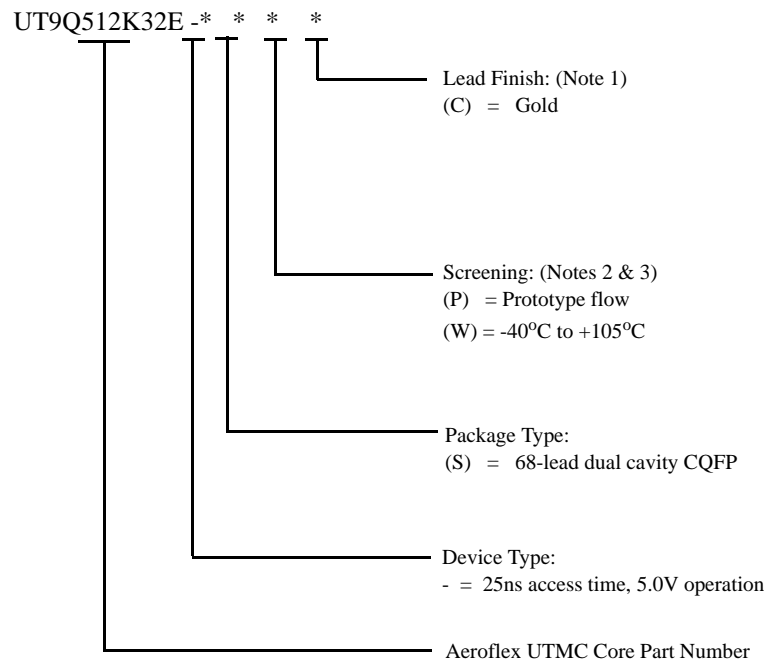 UT9Q512K32E -* * * *
Lead Finish: (Note 1)
(C) = Gold
Screening: (Notes 2 & 3)
(P) = Prototype flow
(W) = -40°C to +105°C
Package Type:
(S) = 68-lead dual cavity CQFP
Device Type:
- = 25ns access time, 5.0V operation
Aeroflex UTMC Core Part Number